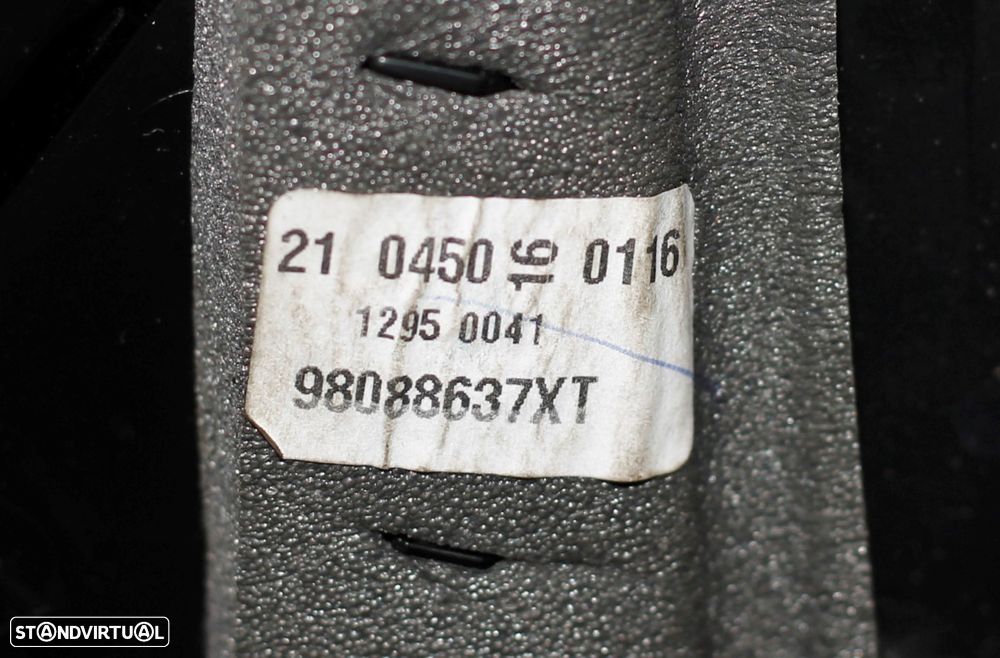 21 0450 16 0116
1295 0041
98088637XT
STANDVIRTUAL